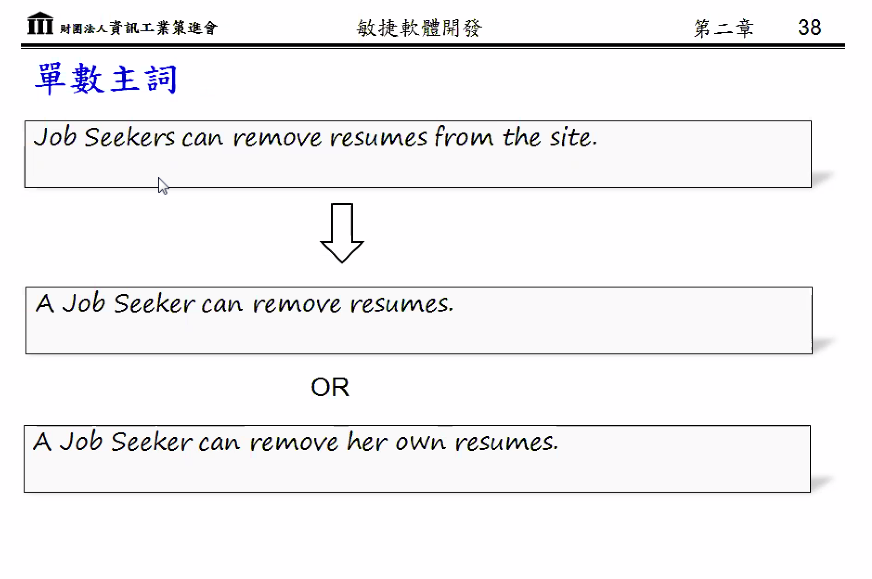 財團法人資訊工業策進會 敏捷軟體開發 第二章 38
單數主詞
Job Seekers can remove resumes from the site.
A Job Seeker can remove resumes.
OR
A Job Seeker can remove her own resumes.